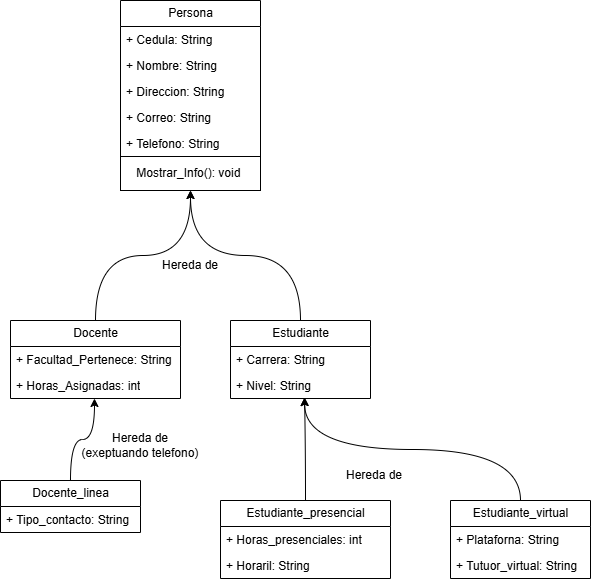 Persona
+ Cedula: String
+ Nombre: String
+ Direccion: String
+ Correo: String
+ Telefono: String
Mostrar_Info(): void
Hereda de
Docente
+ Facultad_Pertenece: String
+ Horas_Asignadas: int
Estudiante
+ Carrera: String
+ Nivel: String
Hereda de
(exeptuando telefono)
Hereda de
Docente_linea
+ Tipo_contacto: String
Estudiante_presencial
+ Horas_presenciales: int
+ Horaril: String
Estudiante_virtual
+ Plataforna: String
+ Tutuor_virtual: String